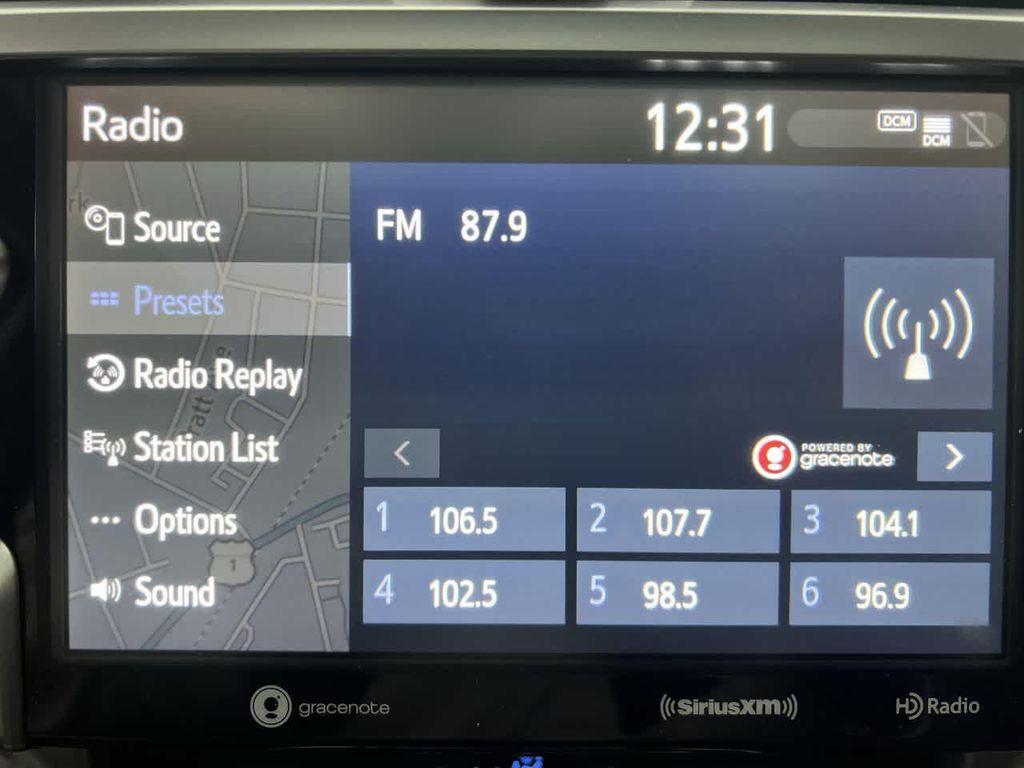 Radio
12:31
DCM
DCM
Source
Presets
Radio Replay
Station List
Options
Sound
FM 87.9
POWERED BY
gracenote
1 106.5
2 107.7
3 104.1
4 102.5
5 98.5
6 96.9
1
gracenote
SiriusXM
HD Radio